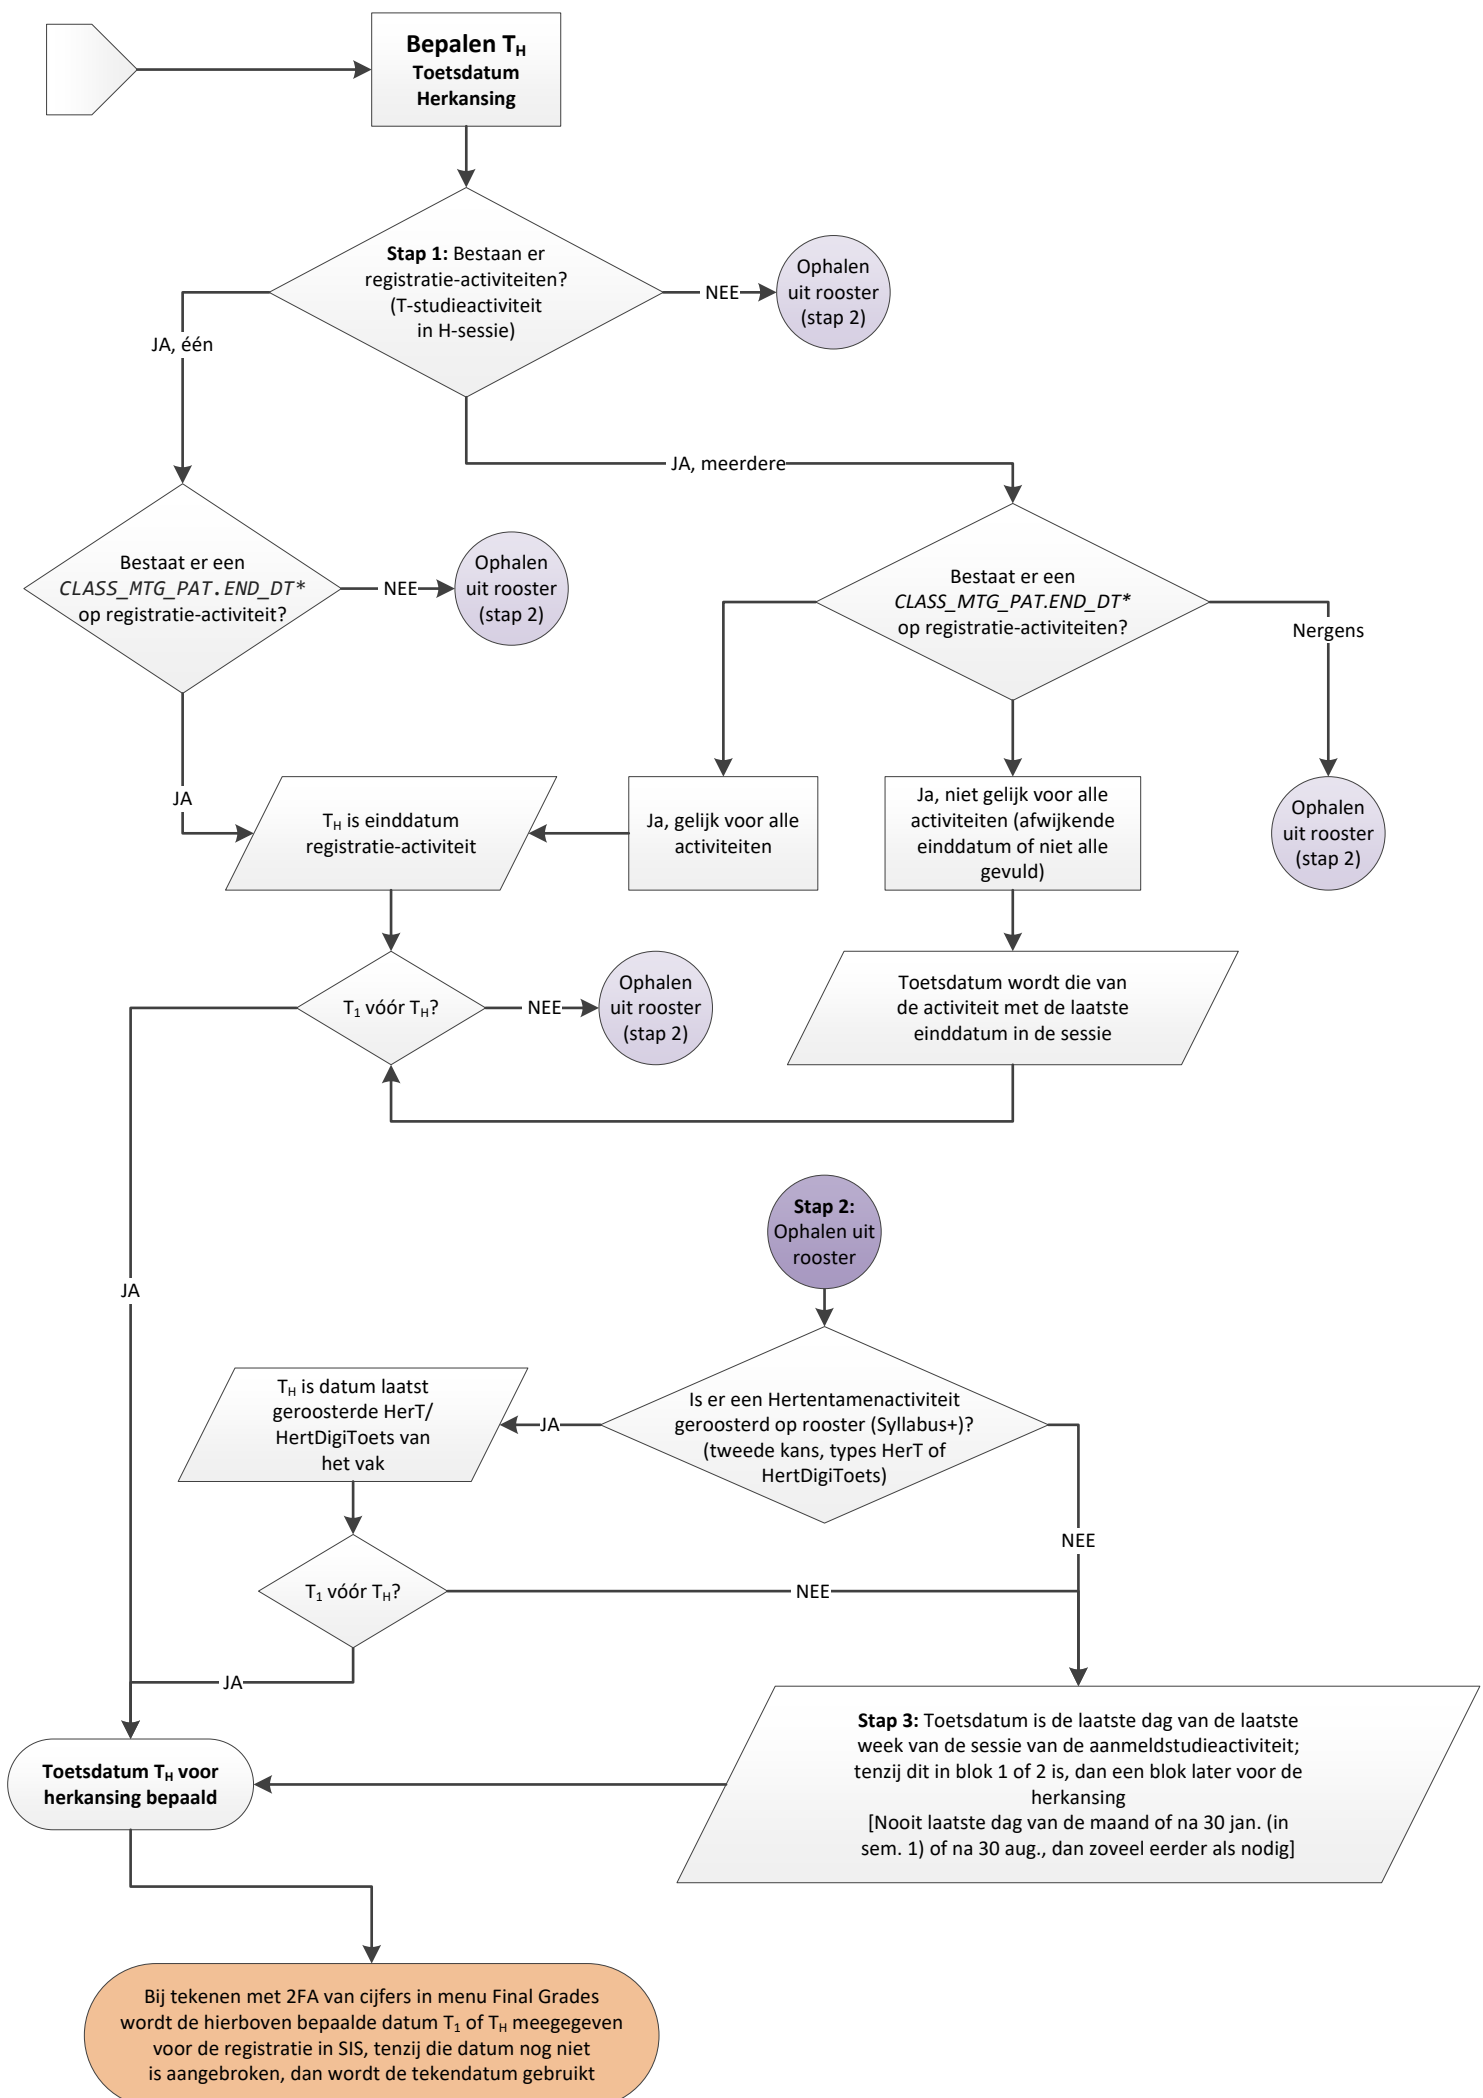 Bepalen T_H
Toetsdatum
Herkansing
Stap 1: Bestaan er
registratie-activiteiten?
(T-studieactiviteit
in H-sessie)
NEE
Ophalen
uit rooster
(stap 2)
JA, één
JA, meerdere
Bestaat er een
CLASS_MTG_PAT.END_DT*
op registratie-activiteit?
NEE
Ophalen
uit rooster
(stap 2)
Bestaat er een
CLASS_MTG_PAT.END_DT*
op registratie-activiteiten?
Nergens
JA
T_H is einddatum
registratie-activiteit
Ja, gelijk voor alle
activiteiten
Ja, niet gelijk voor alle
activiteiten (afwijkende
einddatum of niet alle
gevuld)
Ophalen
uit rooster
(stap 2)
T_1 vóór T_H?
NEE
Ophalen
uit rooster
(stap 2)
Toetsdatum wordt die van
de activiteit met de laatste
einddatum in de sessie
JA
Stap 2:
Ophalen uit
rooster
Is er een Hertentamenactiviteit
geroosterd op rooster (Syllabus+)?
(tweede kans, types HerT of
HertDigiToets)
JA
T_H is datum laatst
geroosterde HerT/
HertDigiToets van
het vak
NEE
T_1 vóór T_H?
NEE
JA
Stap 3: Toetsdatum is de laatste dag van de laatste
week van de sessie van de aanmeldstudieactiviteit;
tenzij dit in blok 1 of 2 is, dan een blok later voor de
herkansing
[Nooit laatste dag van de maand of na 30 jan. (in
sem. 1) of na 30 aug., dan zoveel eerder als nodig]
Toetsdatum T_H voor
herkansing bepaald
Bij tekenen met 2FA van cijfers in menu Final Grades
wordt de hierboven bepaalde datum T_1 of T_H meegegeven
voor de registratie in SIS, tenzij die datum nog niet
is aangebroken, dan wordt de tekendatum gebruikt